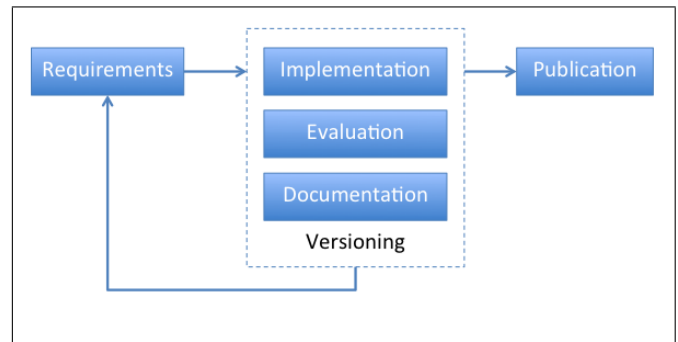 Requirements
Implementation
Publication
Evaluation
Documentation
Versioning